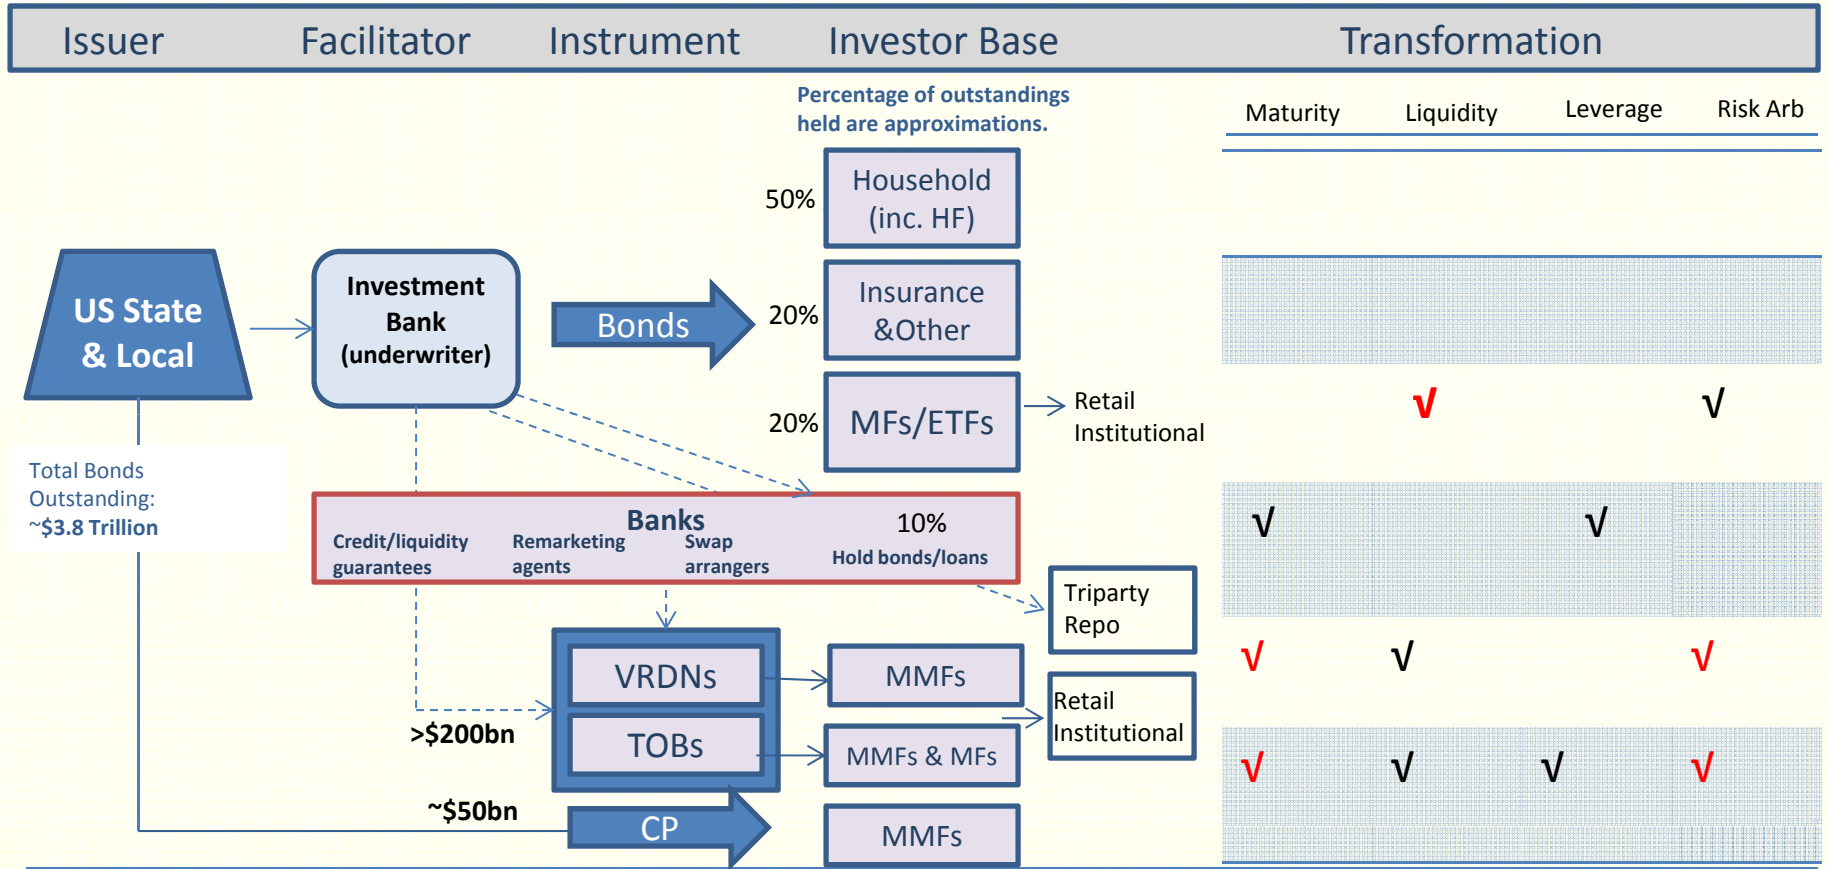 Issuer Facilitator Instrument Investor Base Transformation
Percentage of outstandings
held are approximations.
Maturity Liquidity Leverage Risk Arb
50%
Household
(inc. HF)
US State
& Local
Investment
Bank
(underwriter)
Bonds
20%
Insurance
&Other
20%
MFs/ETFs
Retail
Institutional
√ √
Total Bonds
Outstanding:
~$3.8 Trillion
Banks
10%
Credit/liquidity
guarantees
Remarketing
agents
Swap
arrangers
Hold bonds/loans
√ √
Triparty
Repo
VRDNs
MMFs
√ √ √
Retail
Institutional
>$200bn
TOBs
MMFs & MFs
√ √ √ √
~$50bn
CP
MMFs